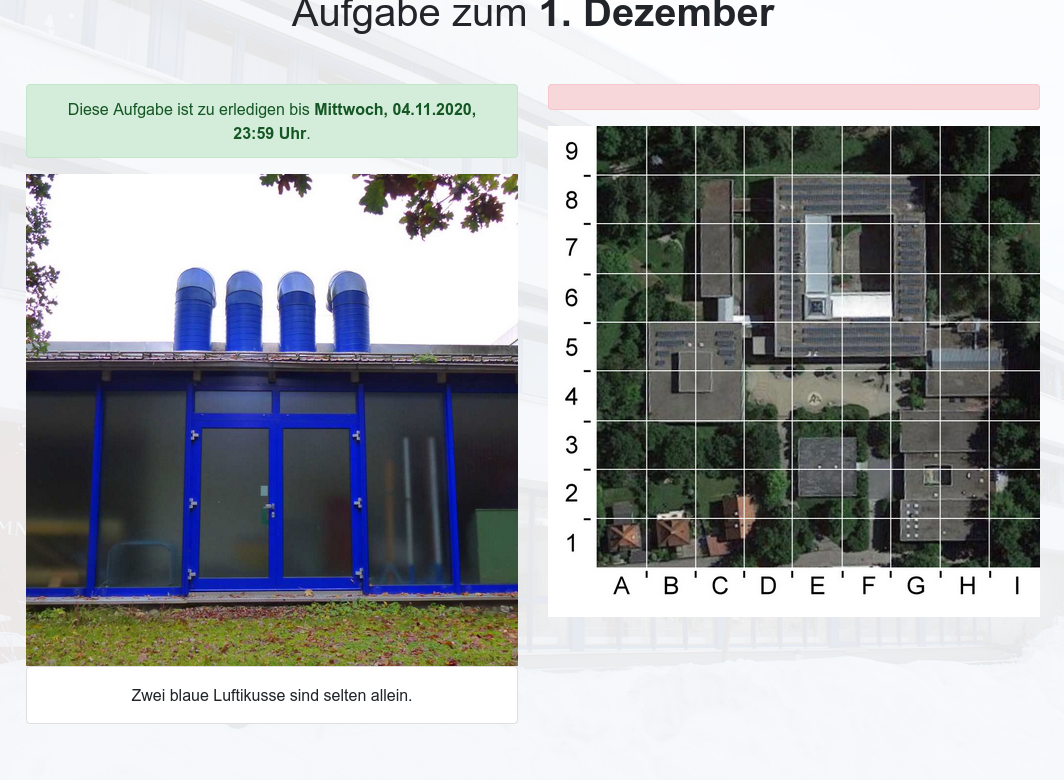 Aufgabe zum 1. Dezember
Diese Aufgabe ist zu erledigen bis Mittwoch, 04.11.2020,
23:59 Uhr.
Zwei blaue Luftikusse sind selten allein.
9
8
7
6
5
4
3
2
1
A B C D E F G H I